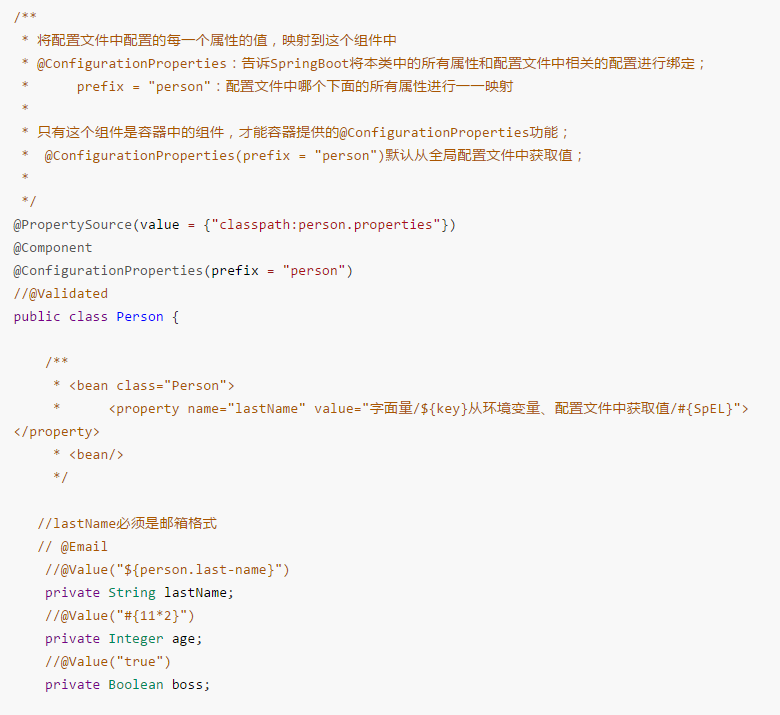 /**
 * 将配置文件中配置的每一个属性的值，映射到这个组件中
 * @ConfigurationProperties：告诉SpringBoot将本类中的所有属性和配置文件中相关的配置进行绑定；
 *      prefix = "person"：配置文件中哪个下面的所有属性进行一一映射
 *
 * 只有这个组件是容器中的组件，才能容器提供的@ConfigurationProperties功能；
 *  @ConfigurationProperties(prefix = "person")默认从全局配置文件中获取值；
 *
 */
@PropertySource(value = {"classpath:person.properties"})
@Component
@ConfigurationProperties(prefix = "person")
//@Validated
public class Person {
    /**
     * <bean class="Person">
     *      <property name="lastName" value="字面量/${key}从环境变量、配置文件中获取值/#{SpEL}">
</property>
     * <bean/>
     */
   //lastName必须是邮箱格式
   // @Email
    //@Value("${person.last-name}")
    private String lastName;
    //@Value("#{11*2}")
    private Integer age;
    //@Value("true")
    private Boolean boss;